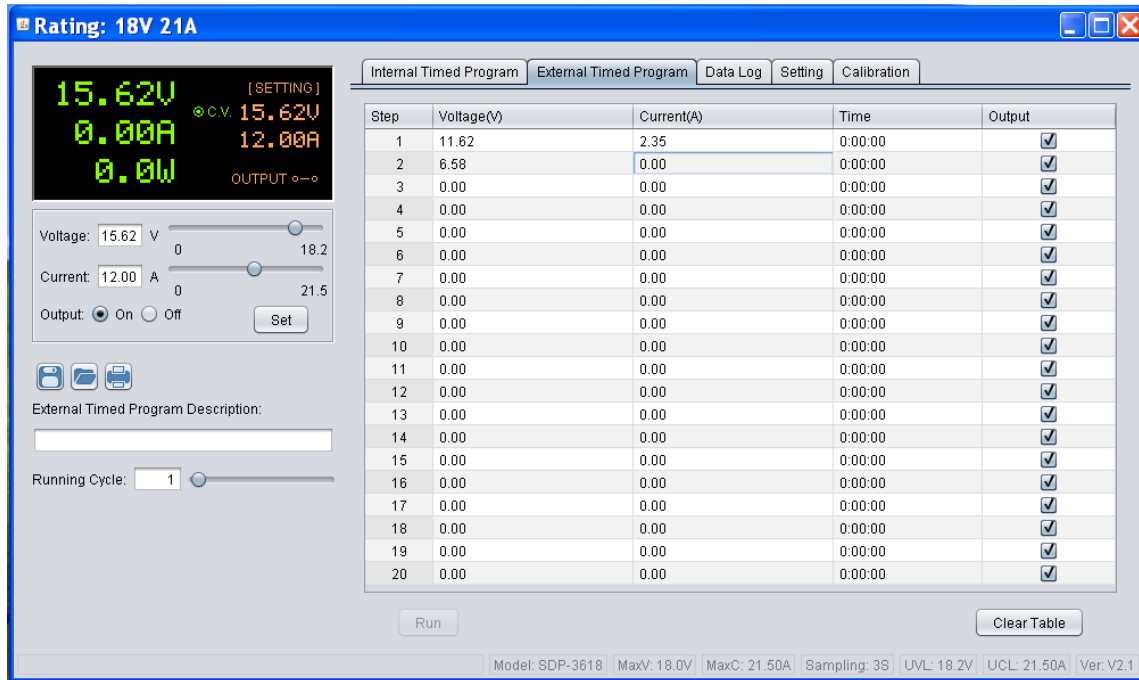 Rating: 18V 21A
15.62V
0.00A
0.0W
[SETTING]
C.V. 15.62V
12.00A
OUTPUT
Voltage: 15.62 V
0 18.2
Current: 12.00 A
0 21.5
Output: On Off
Set
External Timed Program Description:
Running Cycle: 1
Internal Timed Program External Timed Program Data Log Setting Calibration
Step Voltage(V) Current(A) Time Output
1 11.62 2.35 0:00:00
2 6.58 0.00 0:00:00
3 0.00 0.00 0:00:00
4 0.00 0.00 0:00:00
5 0.00 0.00 0:00:00
6 0.00 0.00 0:00:00
7 0.00 0.00 0:00:00
8 0.00 0.00 0:00:00
9 0.00 0.00 0:00:00
10 0.00 0.00 0:00:00
11 0.00 0.00 0:00:00
12 0.00 0.00 0:00:00
13 0.00 0.00 0:00:00
14 0.00 0.00 0:00:00
15 0.00 0.00 0:00:00
16 0.00 0.00 0:00:00
17 0.00 0.00 0:00:00
18 0.00 0.00 0:00:00
19 0.00 0.00 0:00:00
20 0.00 0.00 0:00:00
Run
Clear Table
Model: SDP-3618 MaxV: 18.0V MaxC: 21.50A Sampling: 3S UVL: 18.2V UCL: 21.50A Ver: V2.1